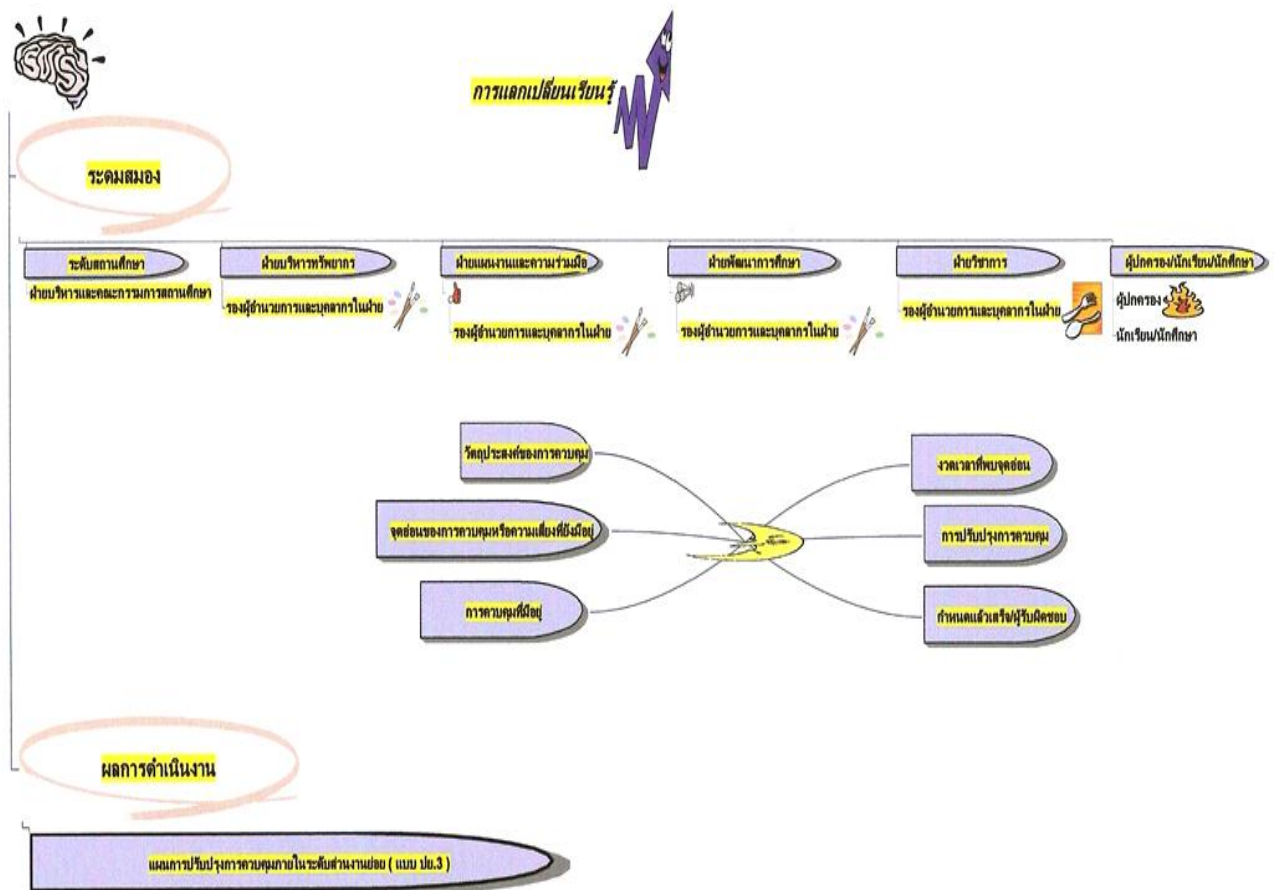 การแลกเปลี่ยนเรียนรู้
ระดมสมอง
ระดับสถานศึกษา
ฝ่ายบริหารและคณะกรรมการสถานศึกษา
ฝ่ายบริหารทรัพยากร
รองผู้อำนวยการและบุคลากรในฝ่าย
ฝ่ายแผนงานและความร่วมมือ
รองผู้อำนวยการและบุคลากรในฝ่าย
ฝ่ายพัฒนาการศึกษา
รองผู้อำนวยการและบุคลากรในฝ่าย
ฝ่ายวิชาการ
รองผู้อำนวยการและบุคลากรในฝ่าย
ผู้ปกครอง/นักเรียน/นักศึกษา
ผู้ปกครอง
นักเรียน/นักศึกษา
วัตถุประสงค์ของการควบคุม
จุดอ่อนของการควบคุมหรือความเสี่ยงที่ยังมีอยู่
การควบคุมที่มีอยู่
งวดเวลาที่พบจุดอ่อน
การปรับปรุงการควบคุม
กำหนดแล้วเสร็จ/ผู้รับผิดชอบ
ผลการดำเนินงาน
แผนการปรับปรุงการควบคุมภายในระดับส่วนงานย่อย ( แบบ ปย.3 )